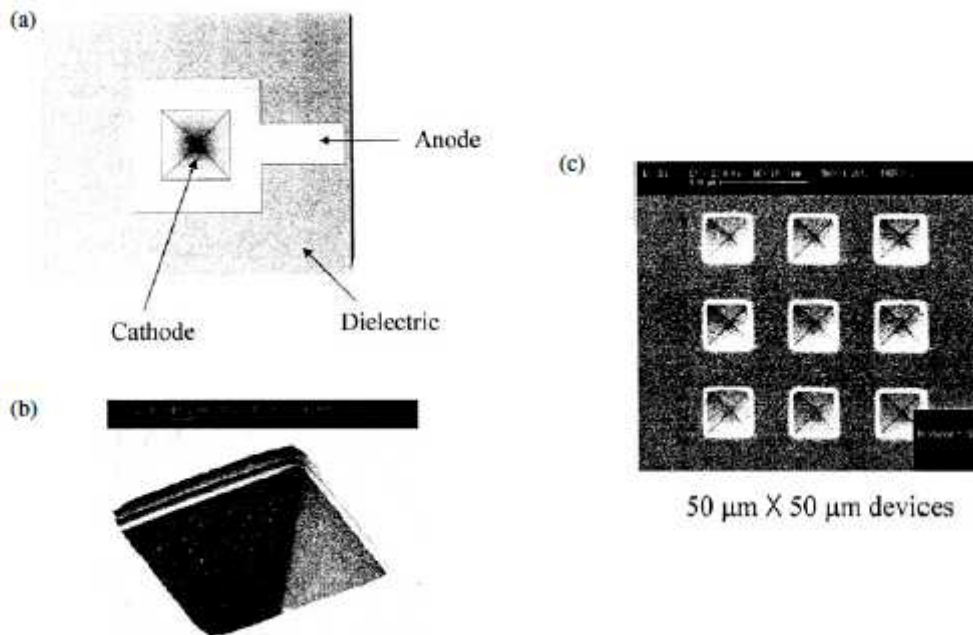 (a)
Anode
Cathode
Dielectric
(b)
(c)
50 μm X 50 μm devices